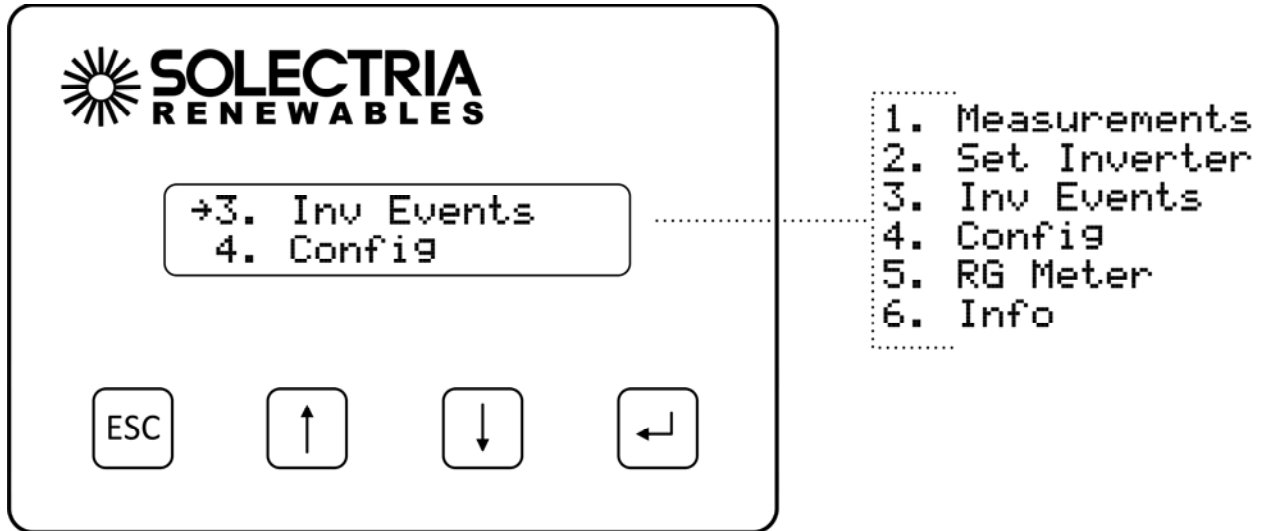 SOLECTRIA
RENEWABLES
→3. Inv Events
4. Config
ESC
↑
↓
↵
1. Measurements
2. Set Inverter
3. Inv Events
4. Config
5. RG Meter
6. Info